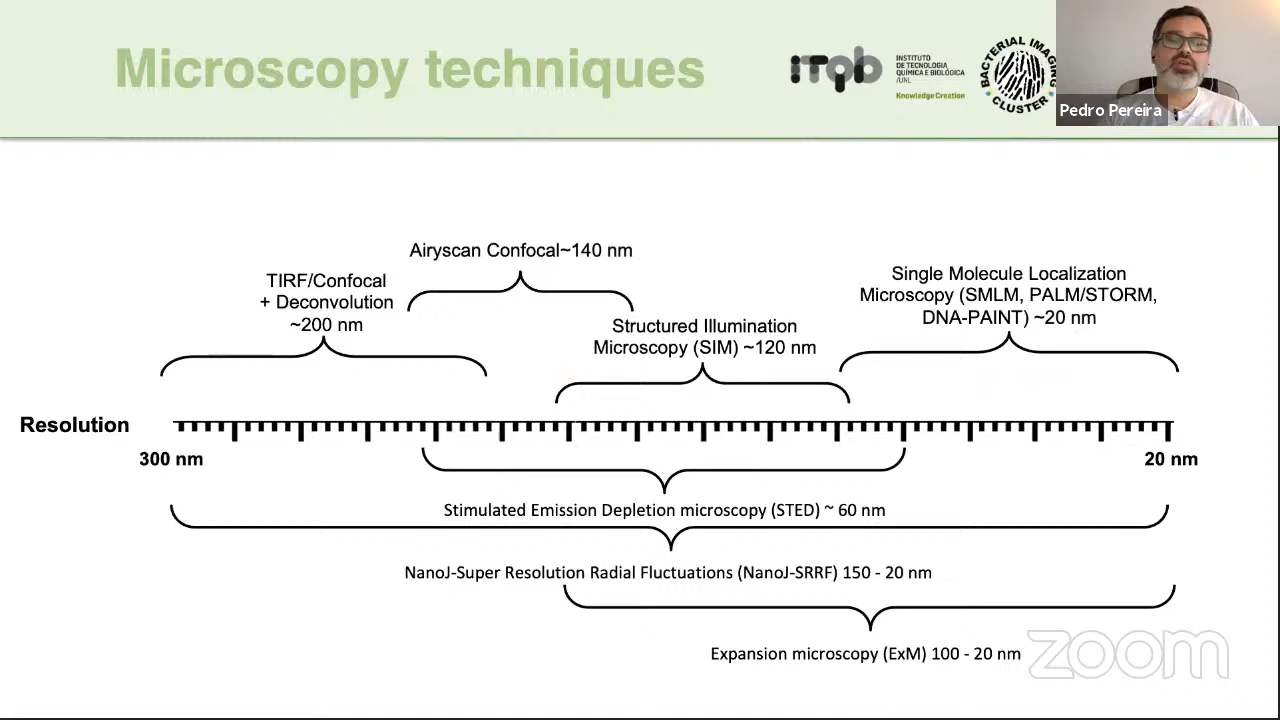 Microscopy techniques
iTqb
INSTITUTO
DE TECNOLOGIA
QUÍMICA E BIOLÓGICA
/UNL
Knowledge Creation
BACTERIAL IMAGING
CLUSTER
Pedro Pereira
Airyscan Confocal~140 nm
TIRF/Confocal
+ Deconvolution
~200 nm
Single Molecule Localization
Microscopy (SMLM, PALM/STORM,
DNA-PAINT) ~20 nm
Structured Illumination
Microscopy (SIM) ~120 nm
Resolution
300 nm
20 nm
Stimulated Emission Depletion microscopy (STED) ~ 60 nm
NanoJ-Super Resolution Radial Fluctuations (NanoJ-SRRF) 150 - 20 nm
Expansion microscopy (ExM) 100 - 20 nm
zoom